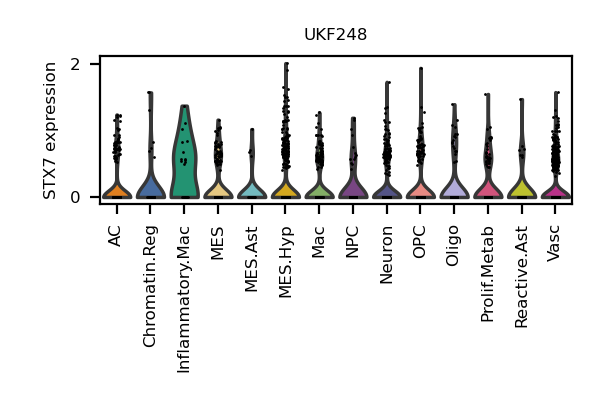 UKF248
STX7 expression
2
0
AC
Chromatin.Reg
Inflammatory.Mac
MES
MES.Ast
MES.Hyp
Mac
NPC
Neuron
OPC
Oligo
Prolif.Metab
Reactive.Ast
Vasc